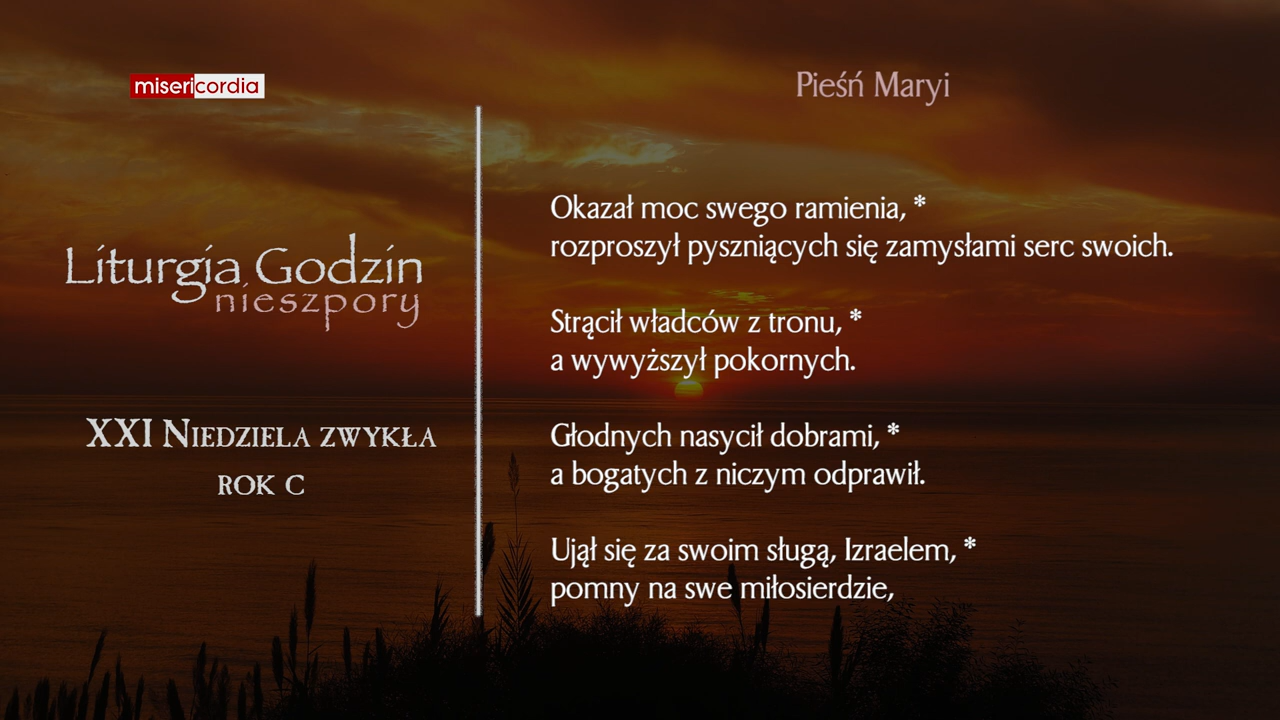 misericordia
Liturgia Godzin
nieszpory
XXI Niedziela zwykła
rok C
Pieśń Maryi
Okazał moc swego ramienia, *
rozproszył pyszniących się zamysłami serc swoich.
Strącił władców z tronu, *
a wywyższył pokornych.
Głodnych nasycił dobrami, *
a bogatych z niczym odprawił.
Ujął się za swoim sługą, Izraelem, *
pomny na swe miłosierdzie,